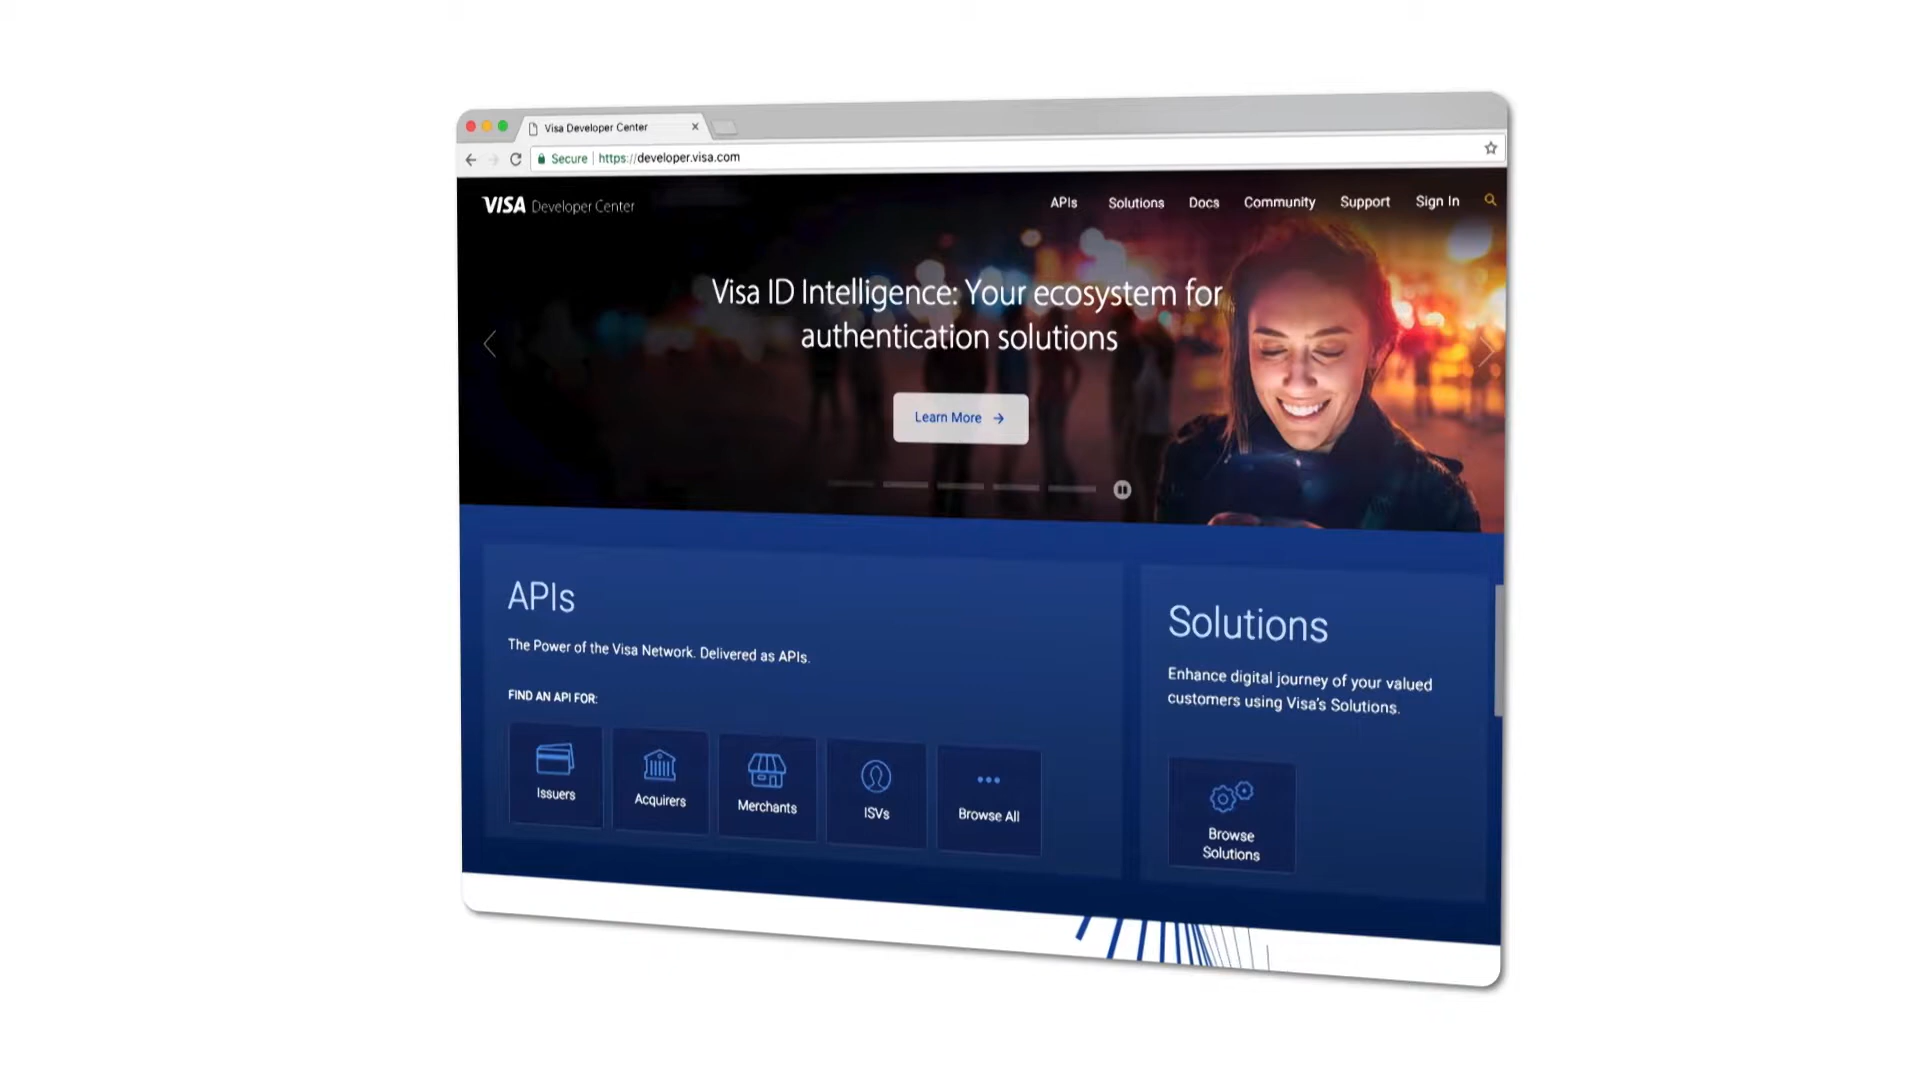 Visa Developer Center
Secure https://developer.visa.com
VISA Developer Center
APIs Solutions Docs Community Support Sign In
Visa ID Intelligence: Your ecosystem for
authentication solutions
Learn More
APIs
The Power of the Visa Network. Delivered as APIs.
FIND AN API FOR:
Issuers
Acquirers
Merchants
ISVs
Browse All
Solutions
Enhance digital journey of your valued
customers using Visa's Solutions.
Browse
Solutions